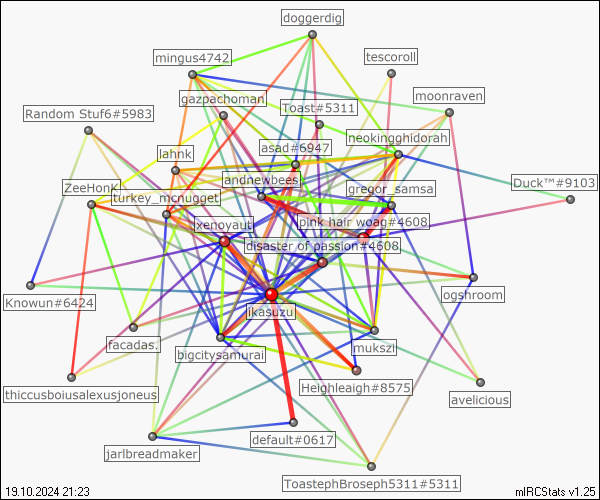 doggerdig
mingus4742
tescoroll
gazpachoman
moonraven
Random Stuf6#5983
Toast#5311
neokingghidorah
asad#6947
lahnk
andnewbees
Duck™#9103
ZeeHonK
gregor_samsa
turkey_mcnugget
pink hair woag#4608
xenoyaut
disaster of passion#4608
ogshroom
Knowun#6424
ikasuzu
facadas.
mukszi
bigcitysamurai
Heighleaigh#8575
thiccusboiusalexusjoneus
avelicious
default#0617
jarlbreadmaker
ToastephBroseph5311#5311
19.10.2024 21:23
mIRCStats v1.25